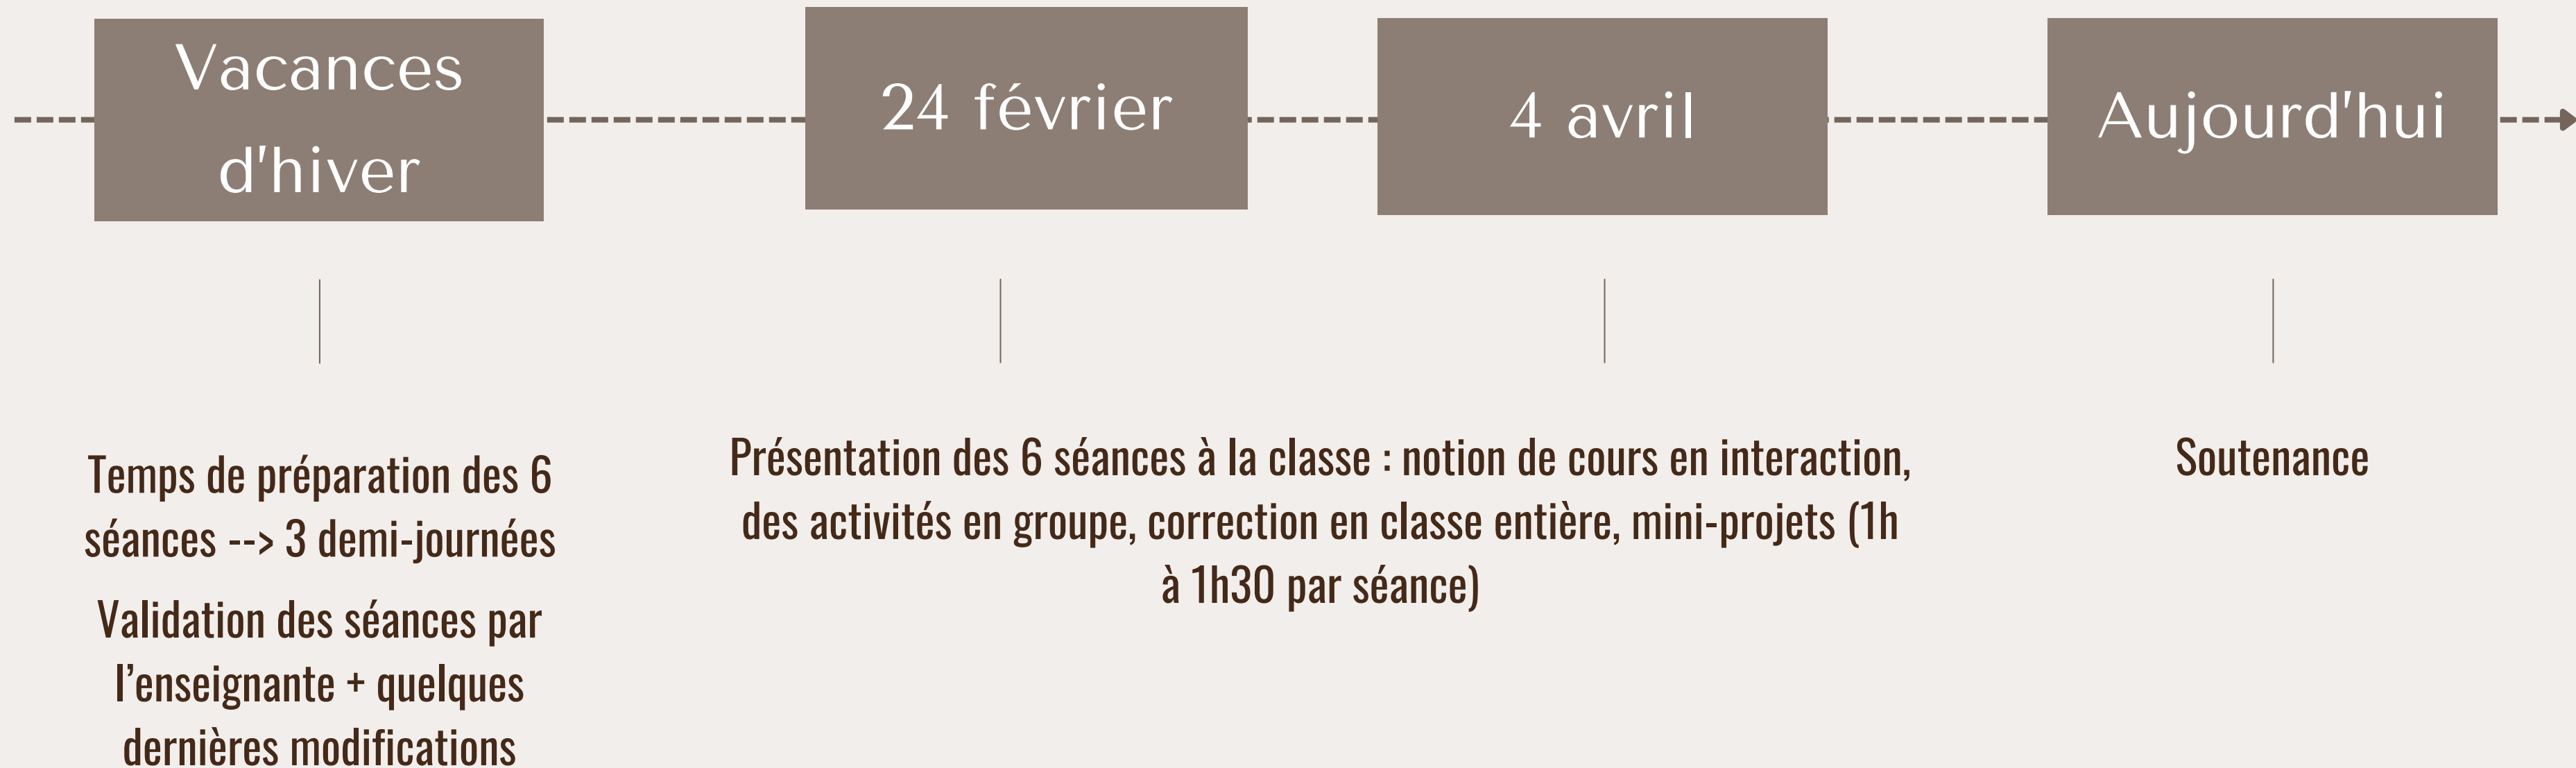 Vacances
d'hiver
24 février
4 avril
Aujourd'hui
Temps de préparation des 6
séances --> 3 demi-journées
Validation des séances par
l’enseignante + quelques
dernières modifications
Présentation des 6 séances à la classe : notion de cours en interaction,
des activités en groupe, correction en classe entière, mini-projets (1h
à 1h30 par séance)
Soutenance